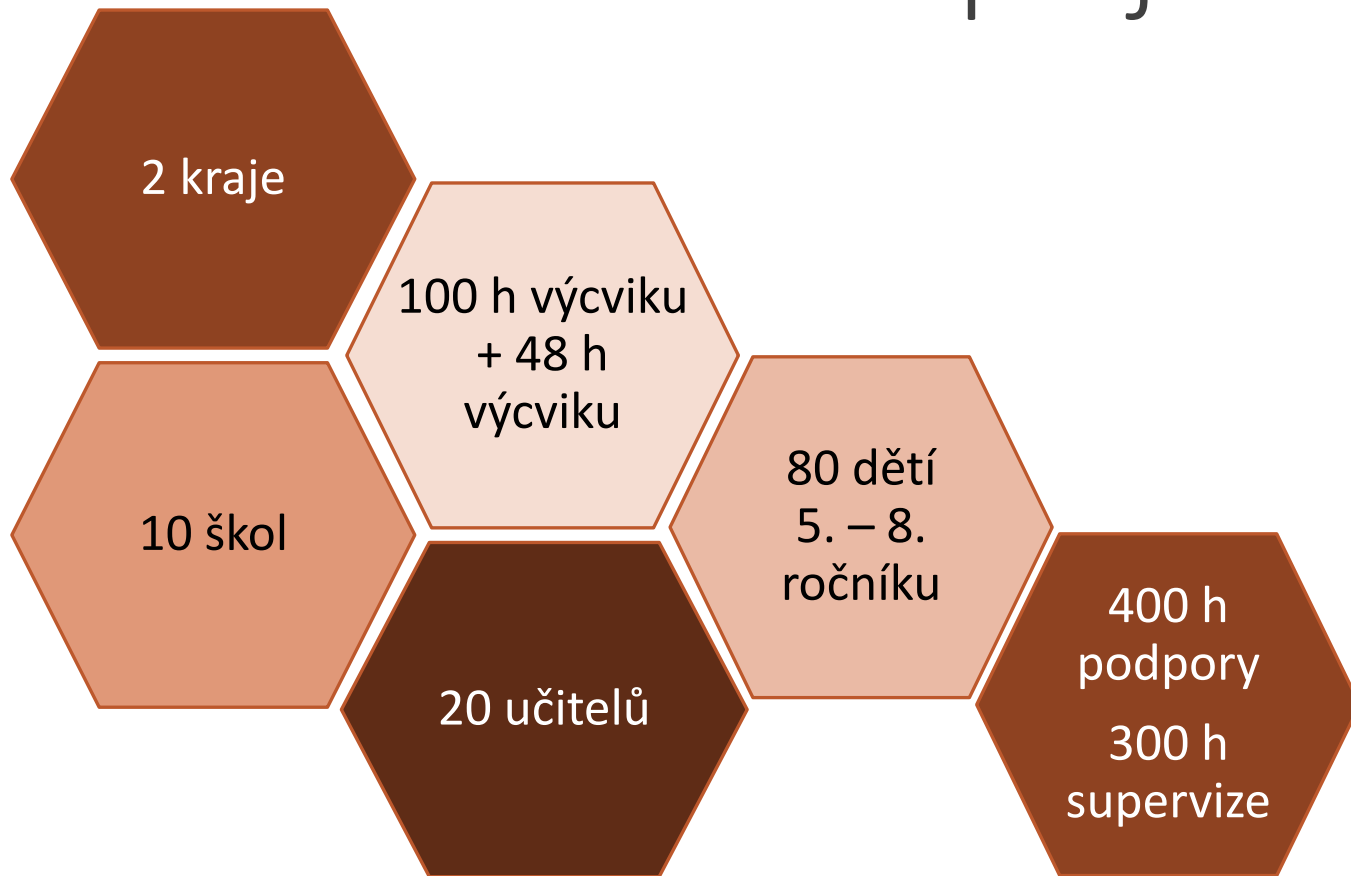 2 kraje
100 h výcviku
+ 48 h
výcviku
10 škol
80 dětí
5. – 8.
ročníku
20 učitelů
400 h
podpory
300 h
supervize